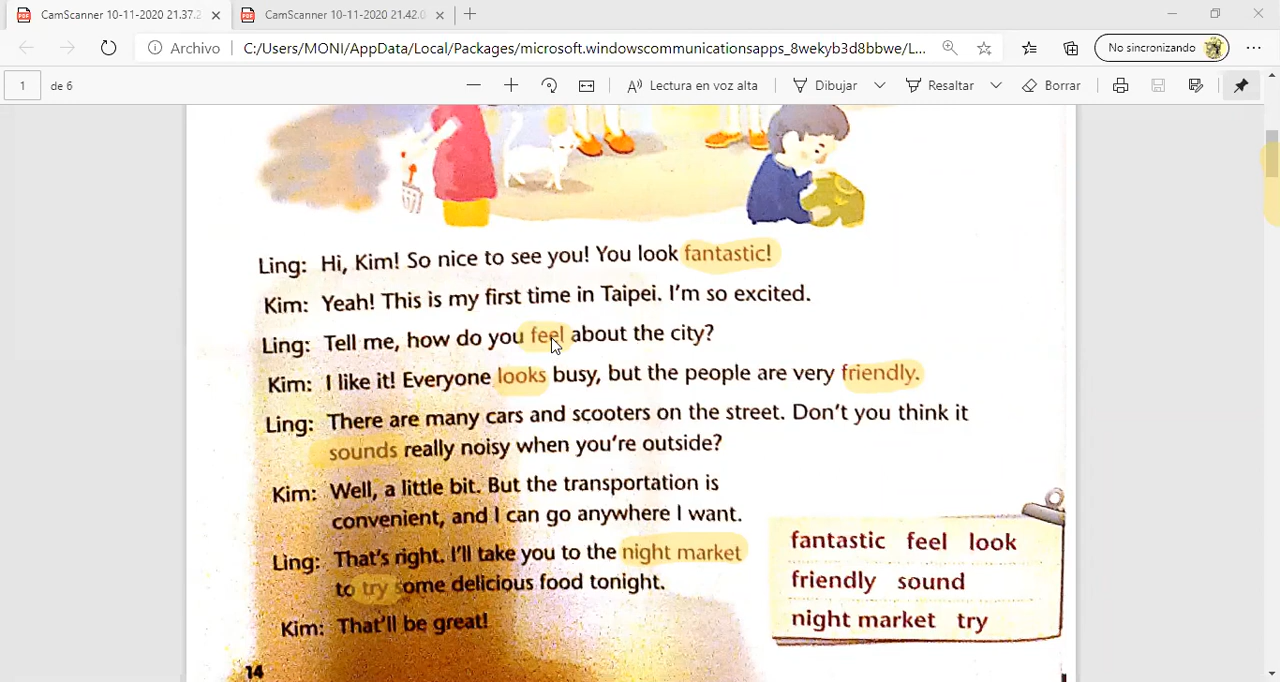 CamScanner 10-11-2020 21.37.2
CamScanner 10-11-2020 21.42.0
Archivo
C:/Users/MONI/AppData/Local/Packages/microsoft.windowscommunicationsapps_8wekyb3d8bbwe/L...
No sincronizando
1 de 6
Lectura en voz alta
Dibujar
Resaltar
Borrar
Ling: Hi, Kim! So nice to see you! You look fantastic!
Kim: Yeah! This is my first time in Taipei. I'm so excited.
Ling: Tell me, how do you feel about the city?
Kim: I like it! Everyone looks busy, but the people are very friendly.
Ling: There are many cars and scooters on the street. Don't you think it
sounds really noisy when you're outside?
Kim: Well, a little bit. But the transportation is
convenient, and I can go anywhere I want.
Ling: That's right. I'll take you to the night market
to try some delicious food tonight.
Kim: That'll be great!
fantastic feel look
friendly sound
night market try
14